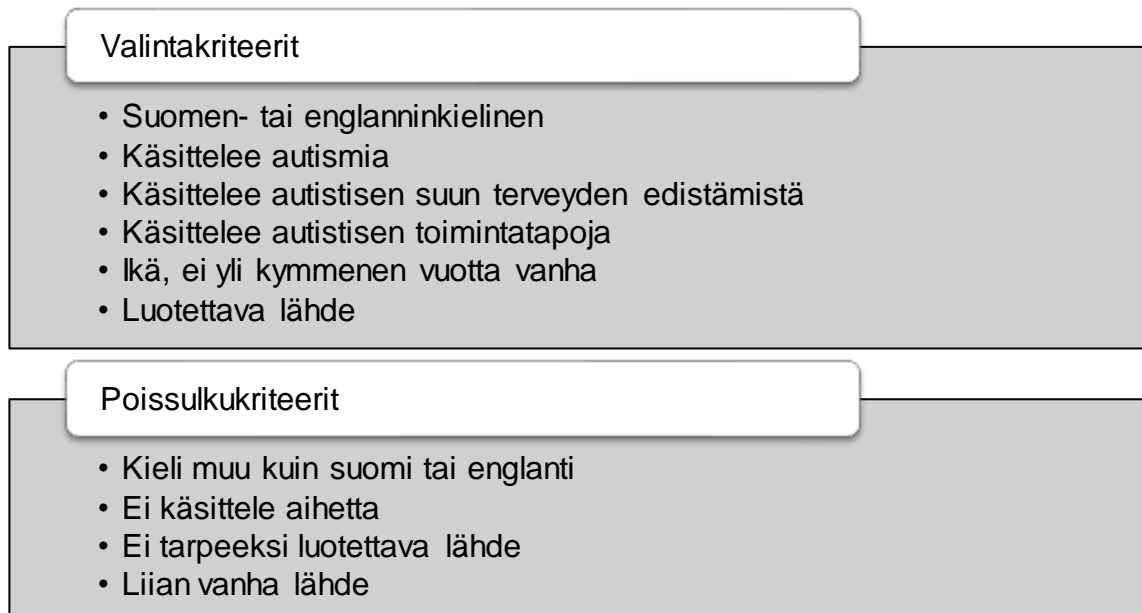 Valintakriteerit
• Suomen- tai englanninkielinen
• Käsittelee autismia
• Käsittelee autistisen suun terveyden edistämistä
• Käsittelee autistisen toimintatapoja
• Ikä, ei yli kymmenen vuotta vanha
• Luotettava lähde
Poissulkukriteerit
• Kieli muu kuin suomi tai englanti
• Ei käsittele aihetta
• Ei tarpeeksi luotettava lähde
• Liian vanha lähde